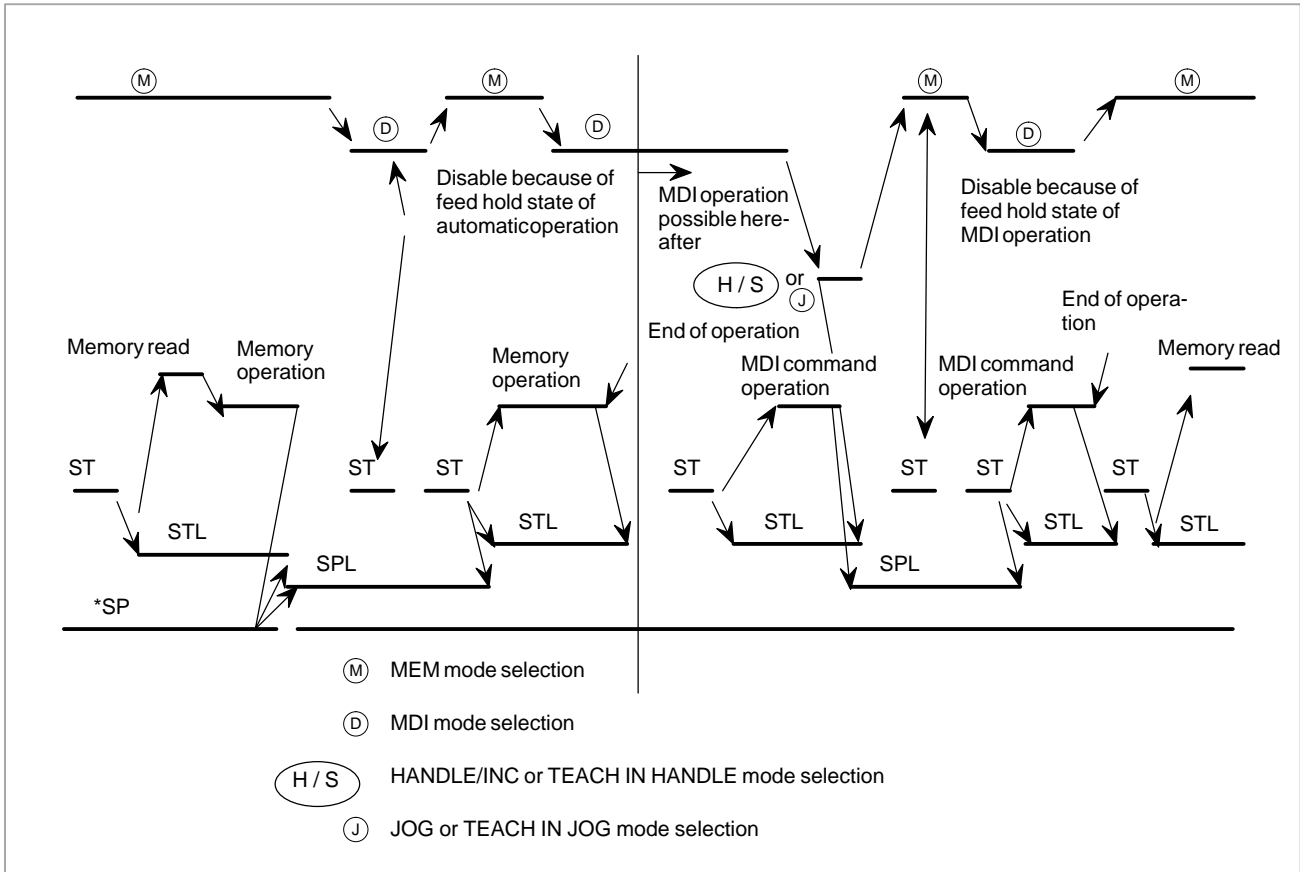 M
M
M
M
D
D
D
Disable because of
feed hold state of
automatic operation
MDI operation
possible here-
after
Disable because of
feed hold state of
MDI operation
H / S
or
J
End of operation
End of opera-
tion
Memory read
Memory
operation
Memory
operation
MDI command
operation
MDI command
operation
Memory read
ST
ST
ST
ST
ST
ST
ST
STL
STL
STL
STL
STL
SPL
SPL
*SP
M MEM mode selection
D MDI mode selection
H / S HANDLE/INC or TEACH IN HANDLE mode selection
J JOG or TEACH IN JOG mode selection